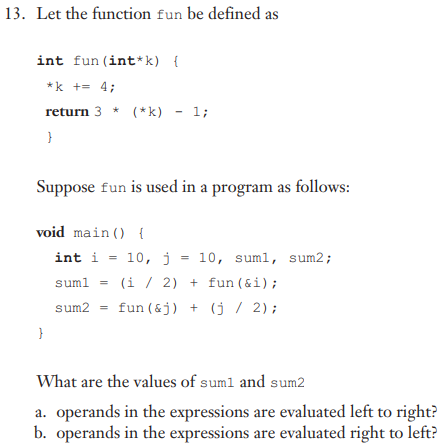 13. Let the function fun be defined as
int fun(int*k) {
*k += 4;
return 3 * (*k) - 1;
}
Suppose fun is used in a program as follows:
void main() {
int i = 10, j = 10, sum1, sum2;
sum1 = (i / 2) + fun(&i);
sum2 = fun(&j) + (j / 2);
}
What are the values of sum1 and sum2
a. operands in the expressions are evaluated left to right?
b. operands in the expressions are evaluated right to left?